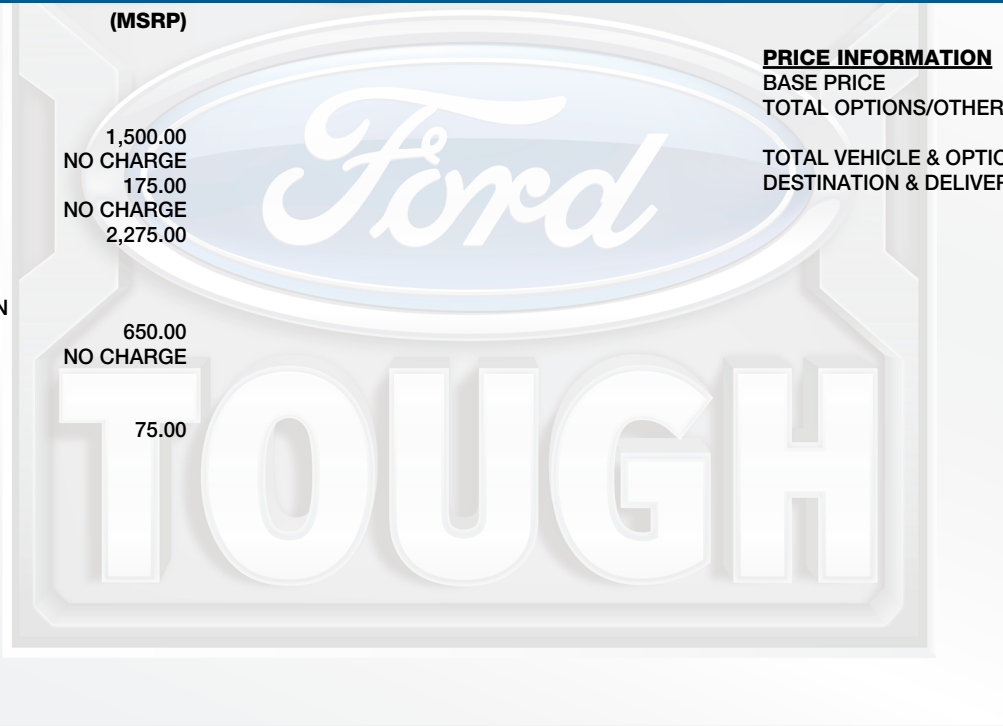 (MSRP)
1,500.00
NO CHARGE
175.00
NO CHARGE
2,275.00
N
650.00
NO CHARGE
75.00
PRICE INFORMATION
BASE PRICE
TOTAL OPTIONS/OTHER
TOTAL VEHICLE & OPTIO
DESTINATION & DELIVER
Ford
TOUGH